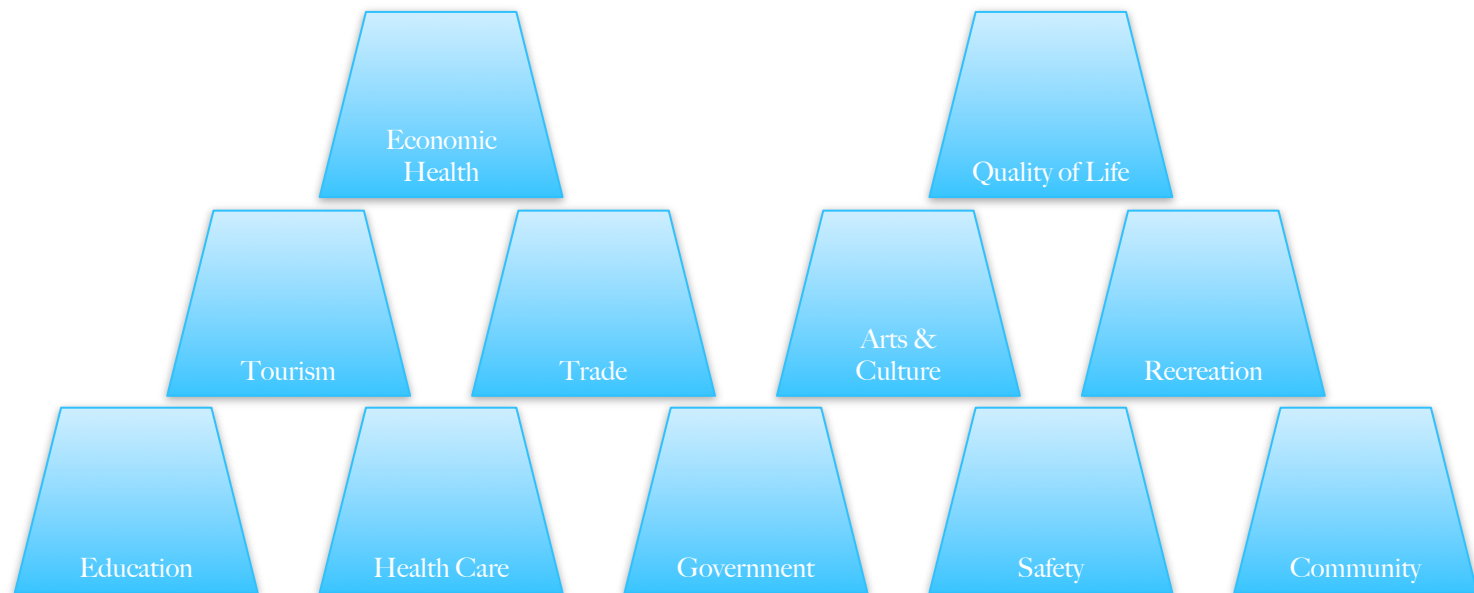 Economic
Health
Quality of Life
Tourism
Trade
Arts &
Culture
Recreation
Education
Health Care
Government
Safety
Community